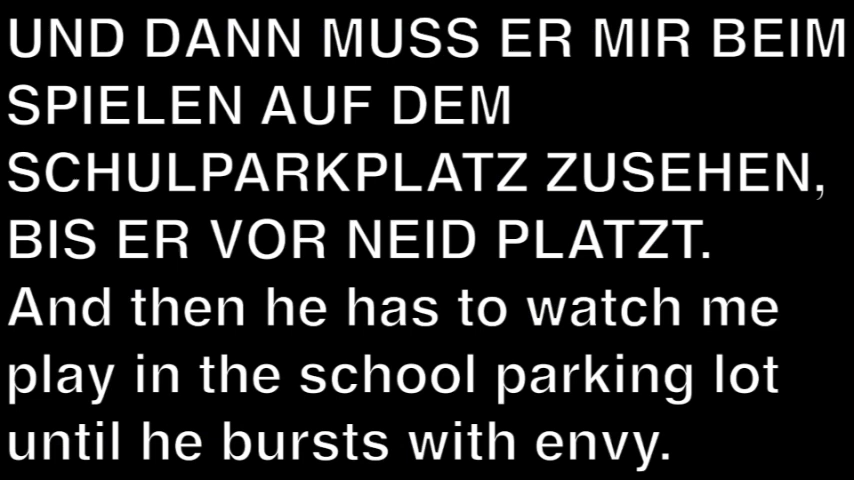 UND DANN MUSS ER MIR BEIM
SPIELEN AUF DEM
SCHULPARKPLATZ ZUSEHEN,
BIS ER VOR NEID PLATZT.
And then he has to watch me
play in the school parking lot
until he bursts with envy.